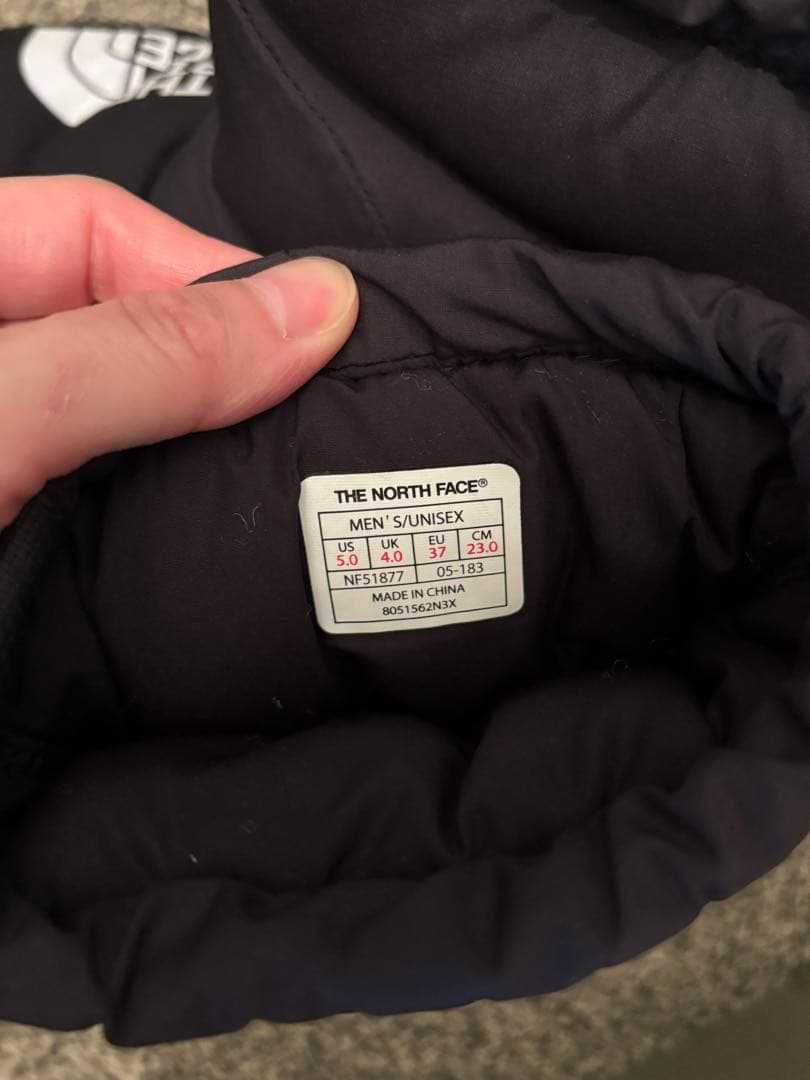 THE NORTH FACE®
MEN'S/UNISEX
US UK EU CM
5.0 4.0 37 23.0
NF51877 05-183
MADE IN CHINA
8051562N3X